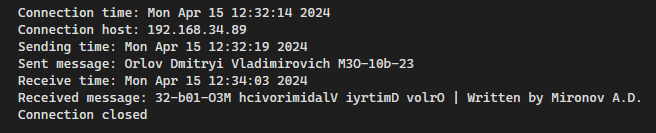 Connection time: Mon Apr 15 12:32:14 2024
Connection host: 192.168.34.89
Sending time: Mon Apr 15 12:32:19 2024
Sent message: Orlov Dmitryi Vladimirovich M3O-10b-23
Receive time: Mon Apr 15 12:34:03 2024
Received message: 32-b01-O3M hcivorimidalV iyrtimD volrO | Written by Mironov A.D.
Connection closed